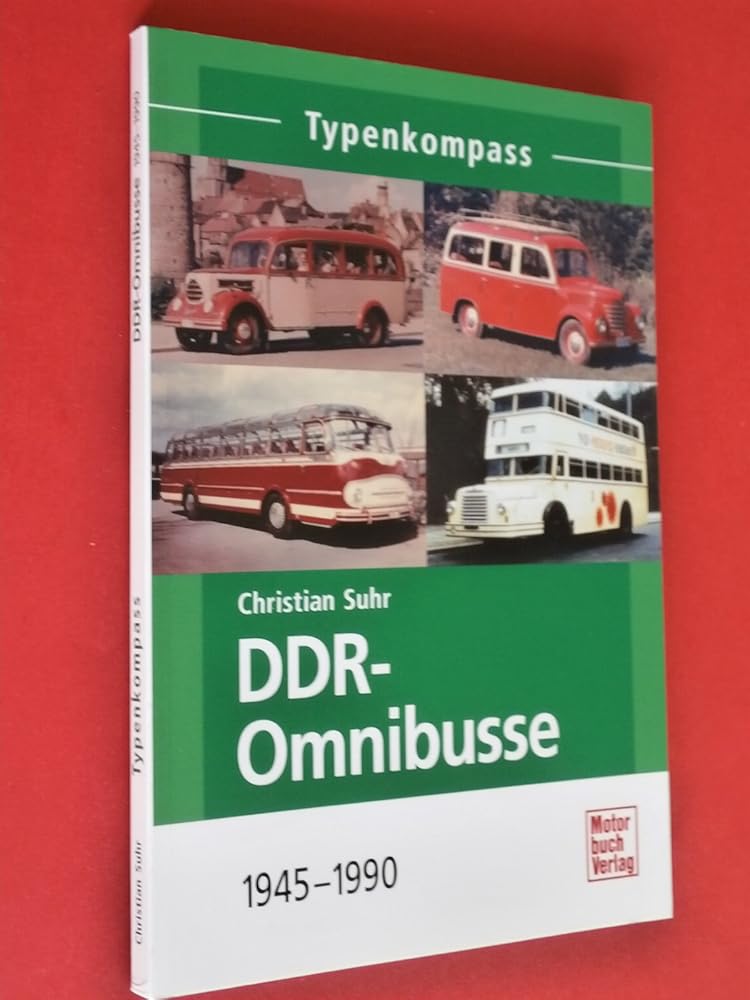 Typenkompass
Christian Suhr
DDR-
Omnibusse
1945–1990
Motor
buch
Verlag
Christian Suhr Typenkompass DDR-Omnibusse 1945–1990